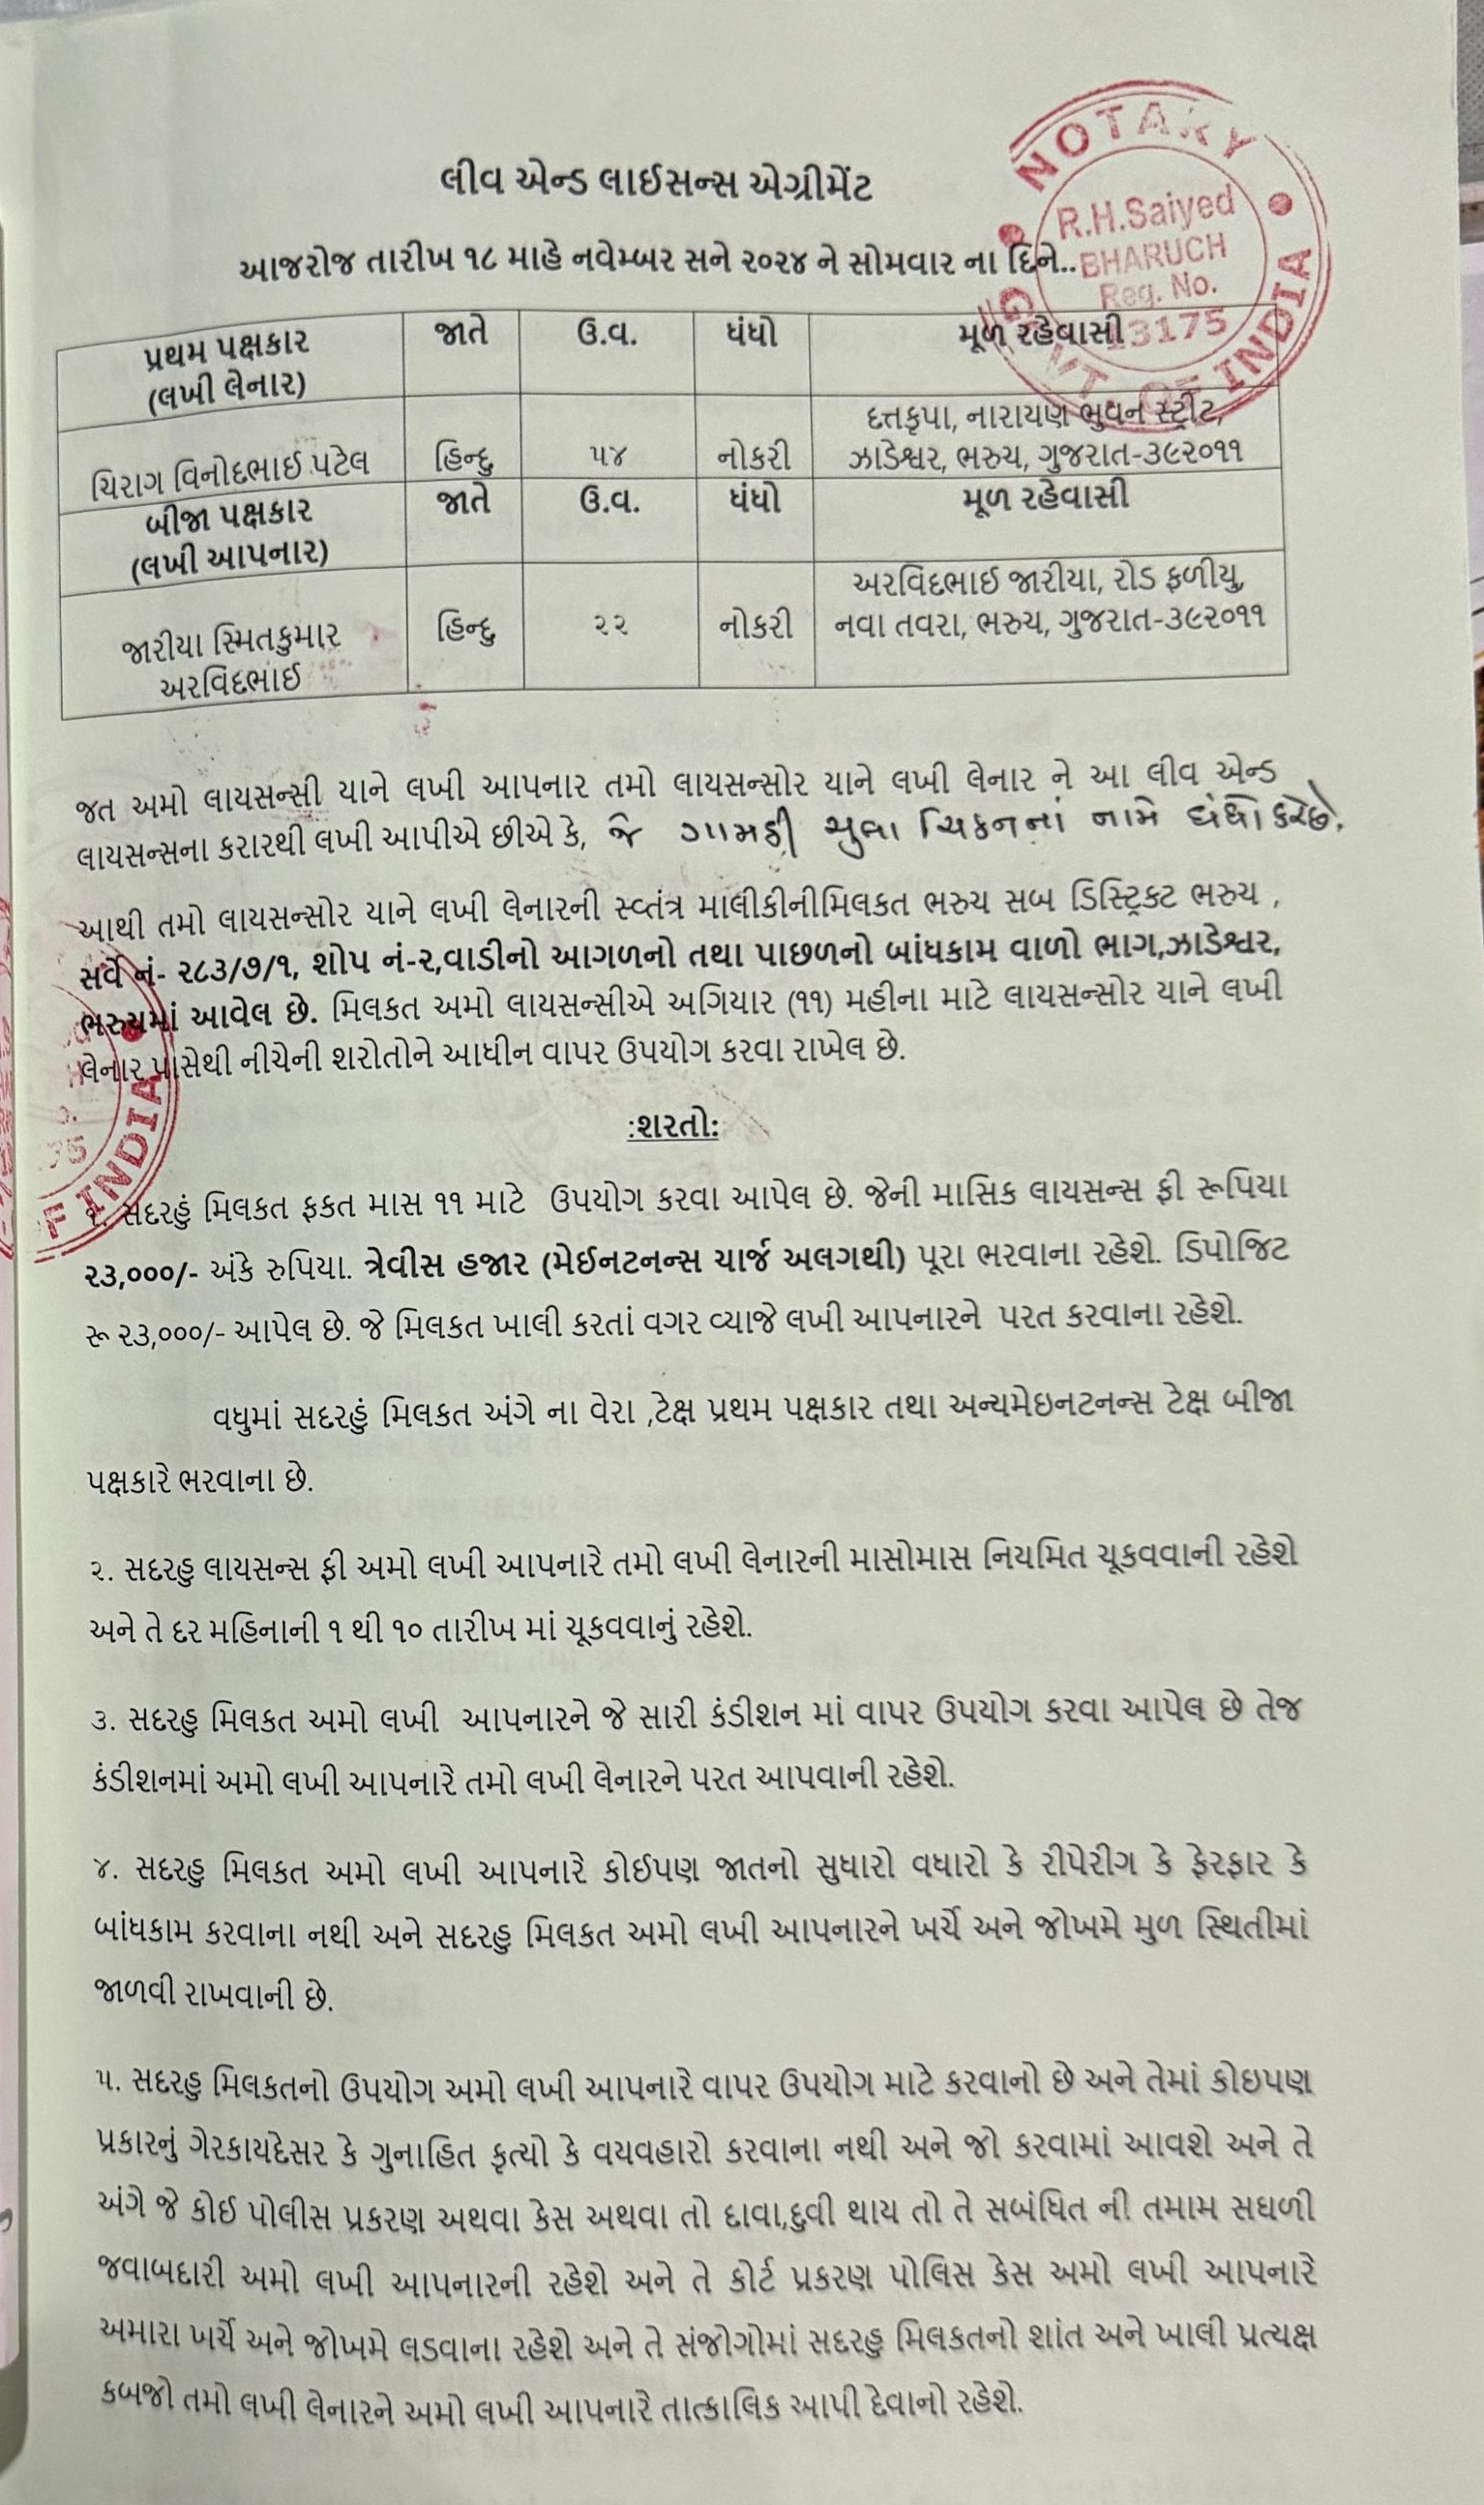 લીવ એન્ડ લાઈસન્સ એગ્રીમેંટ
NOTARY
R.H.Saiyed
BHARUCH
Reg. No.
13175
GOVT OF INDIA
આજરોજ તારીખ ૧૮ માહે નવેમ્બર સને ૨૦૨૪ ને સોમવાર ના દિને..
પ્રથમ પક્ષકાર જાતે ઉ.વ. ધંધો મૂળ રહેવાસી
(લખી લેનાર)
દત્તકૃપા, નારાયણ ભુવન સ્ટ્રીટ,
ચિરાગ વિનોદભાઈ પટેલ હિન્દુ ૫૪ નોકરી ઝાડેશ્વર, ભરુચ, ગુજરાત-૩૯૨૦૧૧
બીજા પક્ષકાર જાતે ઉ.વ. ધંધો મૂળ રહેવાસી
(લખી આપનાર)
અરવિંદભાઈ જારીયા, રોડ ફળીયુ,
જારીયા સ્મિતકુમાર હિન્દુ ૨૨ નોકરી નવા તવરા, ભરુચ, ગુજરાત-૩૯૨૦૧૧
અરવિંદભાઈ
જત અમો લાયસન્સી યાને લખી આપનાર તમો લાયસન્સોર યાને લખી લેનાર ને આ લીવ એન્ડ
લાયસન્સના કરારથી લખી આપીએ છીએ કે, જે ગામઠી ચુલા ચિકનનાં નામે ધંધો કરેછે.
આથી તમો લાયસન્સોર યાને લખી લેનારની સ્વ્તંત્ર માલીકીનીમિલકત ભરુચ સબ ડિસ્ટ્રિક્ટ ભરુચ ,
સર્વે નં- ૨૮૩/૭/૧, શોપ નં-૨,વાડીનો આગળનો તથા પાછળનો બાંધકામ વાળો ભાગ,ઝાડેશ્વર,
ભરુચમાં આવેલ છે. મિલકત અમો લાયસન્સીએ અગિયાર (૧૧) મહીના માટે લાયસન્સોર યાને લખી
લેનાર પાસેથી નીચેની શરોતોને આધીન વાપર ઉપયોગ કરવા રાખેલ છે.
:શરતો:
૧. સદરહું મિલકત ફકત માસ ૧૧ માટે ઉપયોગ કરવા આપેલ છે. જેની માસિક લાયસન્સ ફી રૂપિયા
૨૩,૦૦૦/- અંકે રુપિયા. ત્રેવીસ હજાર (મેઈનટનન્સ ચાર્જ અલગથી) પૂરા ભરવાના રહેશે. ડિપોજિટ
રૂ ૨૩,૦૦૦/- આપેલ છે. જે મિલકત ખાલી કરતાં વગર વ્યાજે લખી આપનારને પરત કરવાના રહેશે.
વધુમાં સદરહું મિલકત અંગે ના વેરા ,ટેક્ષ પ્રથમ પક્ષકાર તથા અન્યમેઇનટનન્સ ટેક્ષ બીજા
પક્ષકારે ભરવાના છે.
૨. સદરહુ લાયસન્સ ફી અમો લખી આપનારે તમો લખી લેનારની માસોમાસ નિયમિત ચૂકવવાની રહેશે
અને તે દર મહિનાની ૧ થી ૧૦ તારીખ માં ચૂકવવાનું રહેશે.
૩. સદરહુ મિલકત અમો લખી આપનારને જે સારી કંડીશન માં વાપર ઉપયોગ કરવા આપેલ છે તેજ
કંડીશનમાં અમો લખી આપનારે તમો લખી લેનારને પરત આપવાની રહેશે.
૪. સદરહુ મિલકત અમો લખી આપનારે કોઈપણ જાતનો સુધારો વધારો કે રીપેરીગ કે ફેરફાર કે
બાંધકામ કરવાના નથી અને સદરહુ મિલકત અમો લખી આપનારને ખર્ચે અને જોખમે મુળ સ્થિતીમાં
જાળવી રાખવાની છે.
૫. સદરહુ મિલકતનો ઉપયોગ અમો લખી આપનારે વાપર ઉપયોગ માટે કરવાનો છે અને તેમાં કોઇપણ
પ્રકારનું ગેરકાયદેસર કે ગુનાહિત કૃત્યો કે વયવહારો કરવાના નથી અને જો કરવામાં આવશે અને તે
અંગે જે કોઈ પોલીસ પ્રકરણ અથવા કેસ અથવા તો દાવા,દુવી થાય તો તે સબંધિત ની તમામ સઘળી
જવાબદારી અમો લખી આપનારની રહેશે અને તે કોર્ટ પ્રકરણ પોલિસ કેસ અમો લખી આપનારે
અમારા ખર્ચે અને જોખમે લડવાના રહેશે અને તે સંજોગોમાં સદરહુ મિલકતનો શાંત અને ખાલી પ્રત્યક્ષ
કબજો તમો લખી લેનારને અમો લખી આપનારે તાત્કાલિક આપી દેવાનો રહેશે.